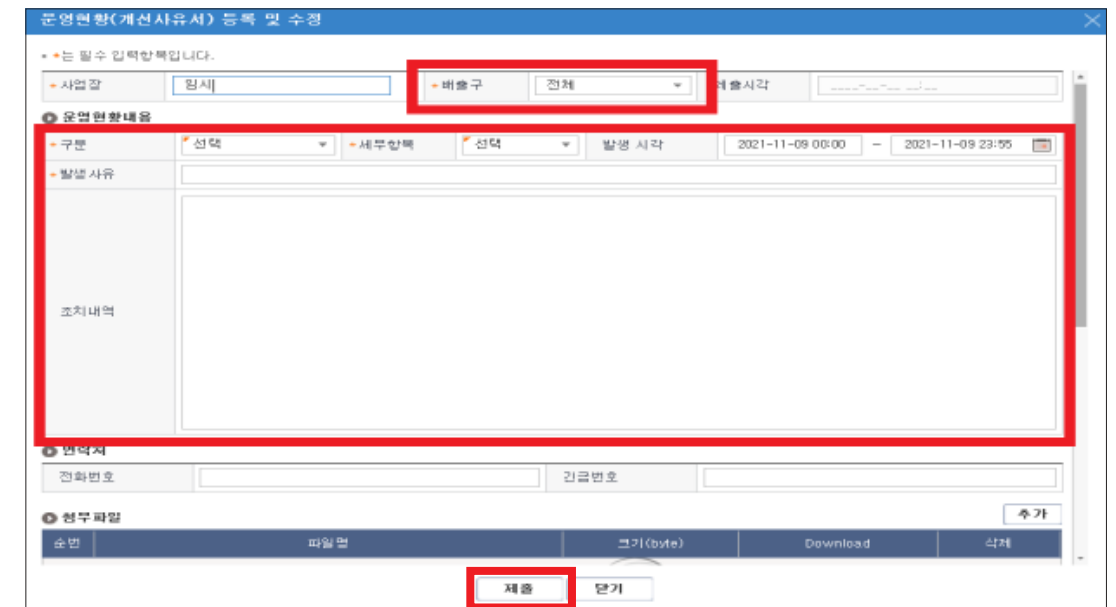 운영현황(개선사유서) 등록 및 수정
*는 필수 입력항목입니다.
*사업장 임시 *배출구 전체 제출시각 ____-__-__ __:__
운영현황내용
*구분 선택 *세부항목 선택 발생 시각 2021-11-09 00:00 ~ 2021-11-09 23:55
*발생사유
조치내역
연락처
전화번호 긴급번호
첨부파일 추가
순번 파일명 크기(byte) Download 삭제
제출 닫기